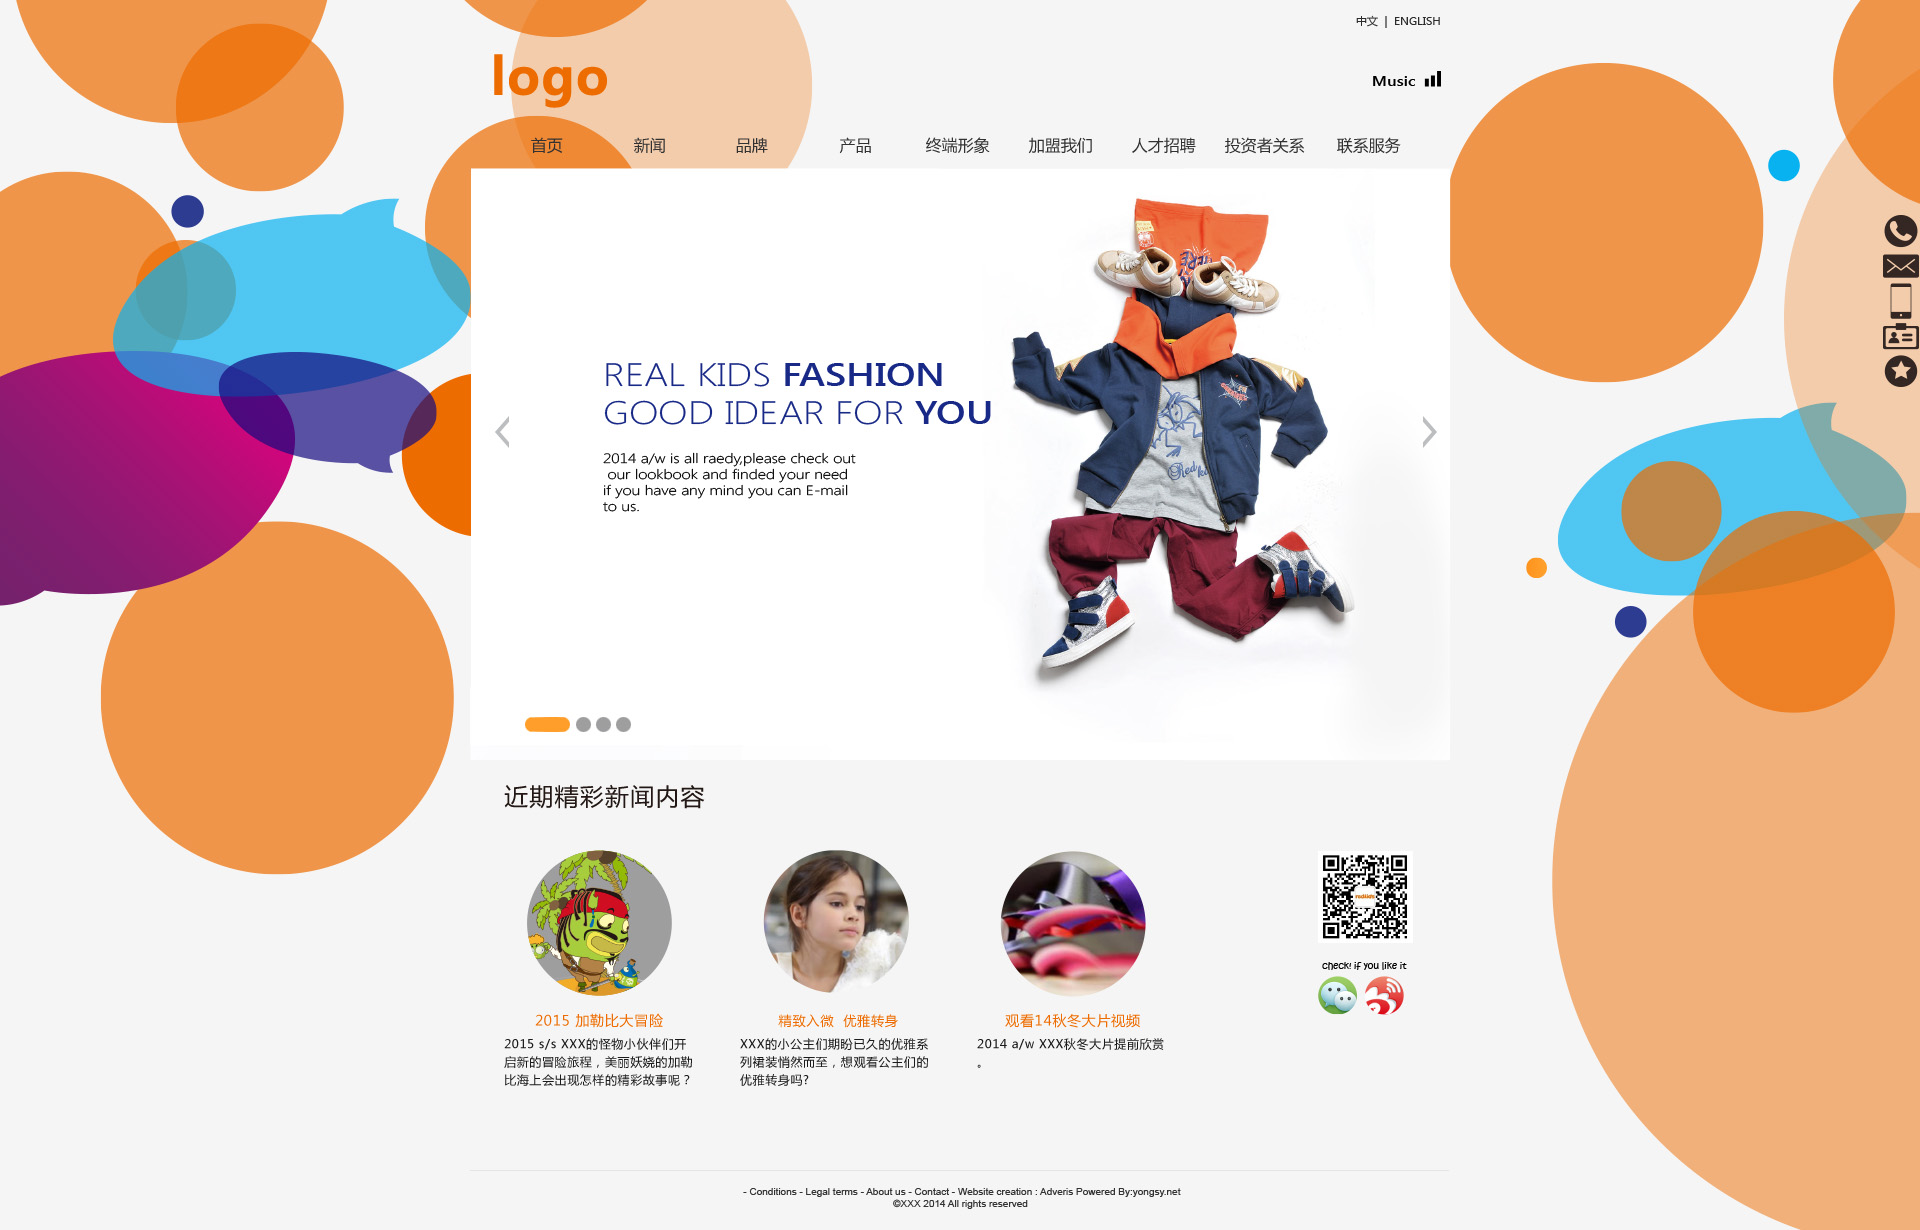 中文 | ENGLISH
logo
Music
首页 新闻 品牌 产品 终端形象 加盟我们 人才招聘 投资者关系 联系服务
REAL KIDS FASHION
GOOD IDEAR FOR YOU
2014 a/w is all raedy,please check out
our lookbook and finded your need
if you have any mind you can E-mail
to us.
Red ki
近期精彩新闻内容
redkids
check! if you like it
2015 加勒比大冒险
2015 s/s XXX的怪物小伙伴们开
启新的冒险旅程，美丽妖娆的加勒
比海上会出现怎样的精彩故事呢？
精致入微 优雅转身
XXX的小公主们期盼已久的优雅系
列裙装悄然而至，想观看公主们的
优雅转身吗?
观看14秋冬大片视频
2014 a/w XXX秋冬大片提前欣赏
。
- Conditions - Legal terms - About us - Contact - Website creation : Adveris Powered By:yongsy.net
©XXX 2014 All rights reserved